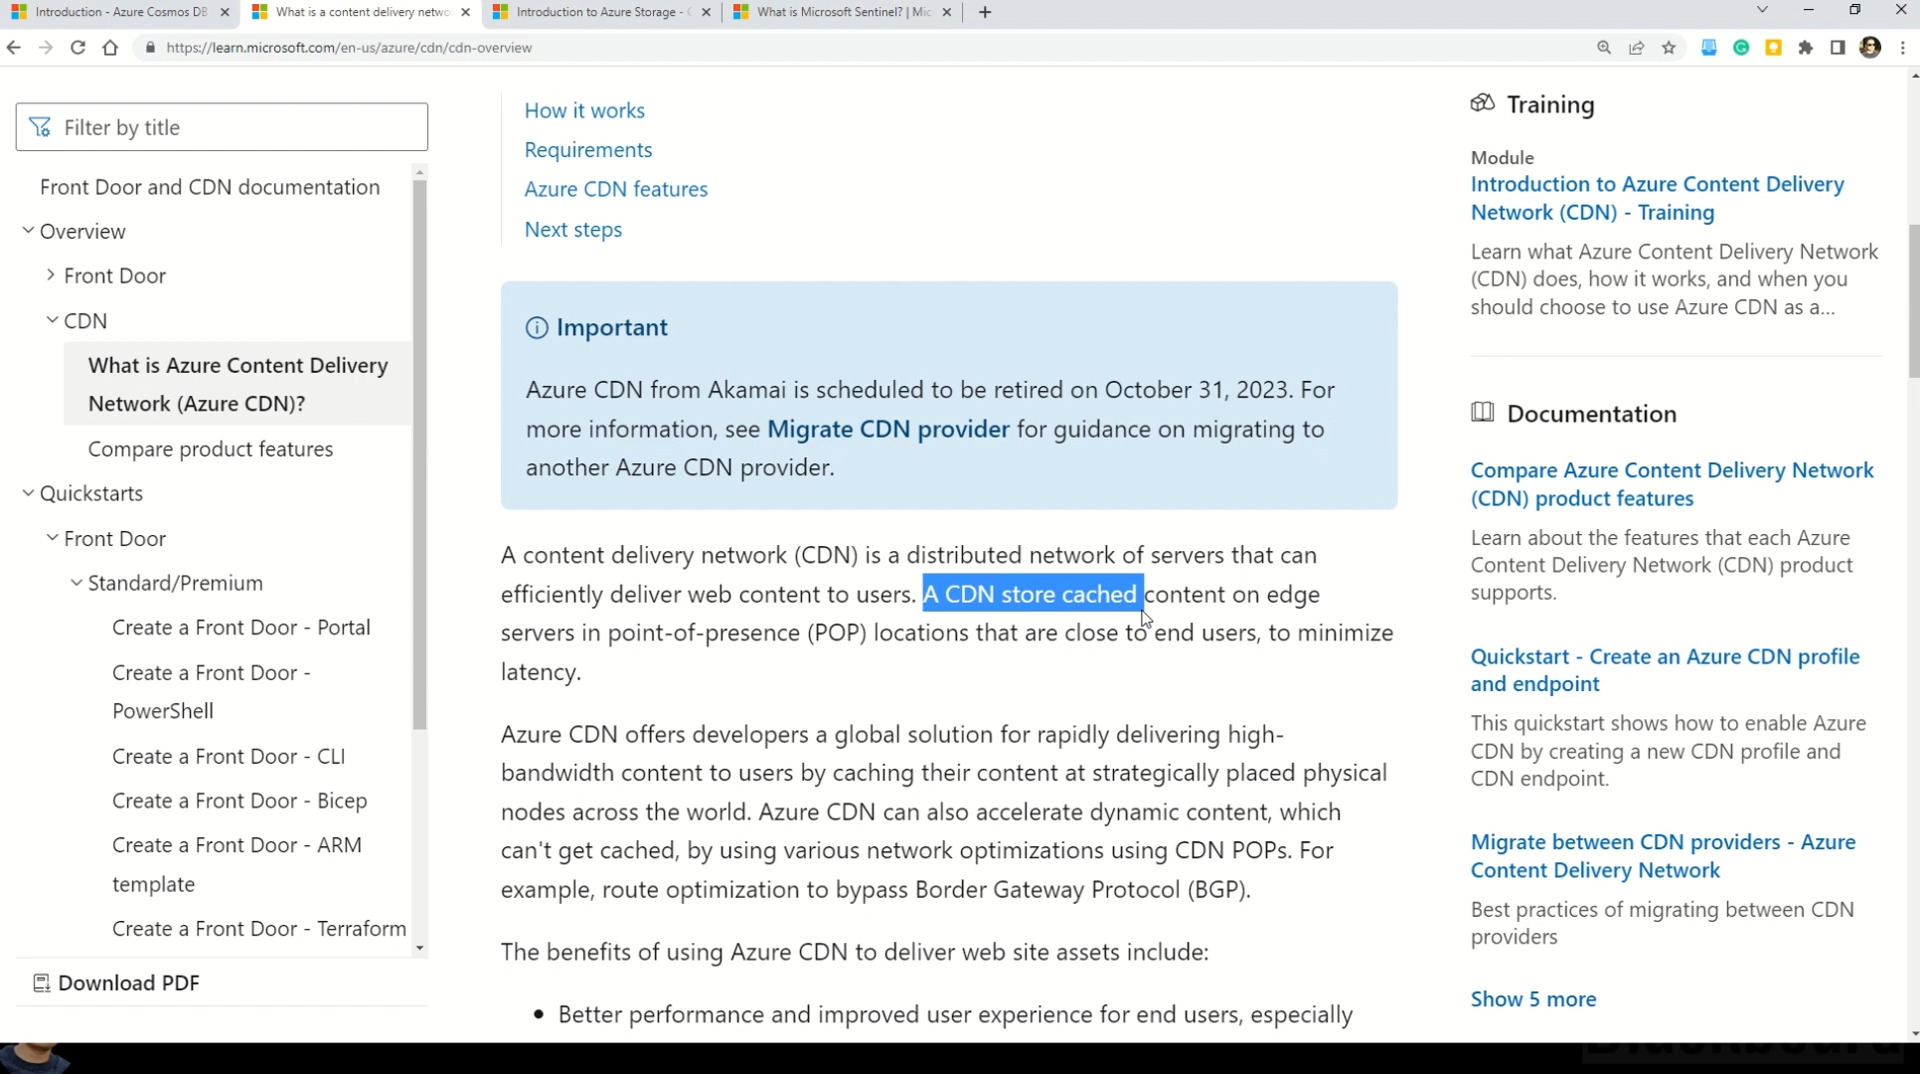 Introduction - Azure Cosmos DB
What is a content delivery netwo
Introduction to Azure Storage - C
What is Microsoft Sentinel? | Mic
https://learn.microsoft.com/en-us/azure/cdn/cdn-overview
Filter by title
Front Door and CDN documentation
Overview
Front Door
CDN
What is Azure Content Delivery
Network (Azure CDN)?
Compare product features
Quickstarts
Front Door
Standard/Premium
Create a Front Door - Portal
Create a Front Door -
PowerShell
Create a Front Door - CLI
Create a Front Door - Bicep
Create a Front Door - ARM
template
Create a Front Door - Terraform
Download PDF
How it works
Requirements
Azure CDN features
Next steps
Important
Azure CDN from Akamai is scheduled to be retired on October 31, 2023. For
more information, see Migrate CDN provider for guidance on migrating to
another Azure CDN provider.
A content delivery network (CDN) is a distributed network of servers that can
efficiently deliver web content to users. A CDN store cached content on edge
servers in point-of-presence (POP) locations that are close to end users, to minimize
latency.
Azure CDN offers developers a global solution for rapidly delivering high-
bandwidth content to users by caching their content at strategically placed physical
nodes across the world. Azure CDN can also accelerate dynamic content, which
can't get cached, by using various network optimizations using CDN POPs. For
example, route optimization to bypass Border Gateway Protocol (BGP).
The benefits of using Azure CDN to deliver web site assets include:
Better performance and improved user experience for end users, especially
Training
Module
Introduction to Azure Content Delivery
Network (CDN) - Training
Learn what Azure Content Delivery Network
(CDN) does, how it works, and when you
should choose to use Azure CDN as a...
Documentation
Compare Azure Content Delivery Network
(CDN) product features
Learn about the features that each Azure
Content Delivery Network (CDN) product
supports.
Quickstart - Create an Azure CDN profile
and endpoint
This quickstart shows how to enable Azure
CDN by creating a new CDN profile and
CDN endpoint.
Migrate between CDN providers - Azure
Content Delivery Network
Best practices of migrating between CDN
providers
Show 5 more